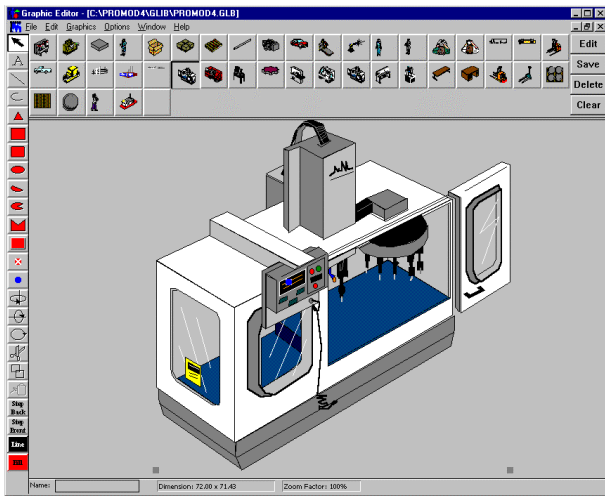 Graphic Editor - [C:\PROMOD4\GLIB\PROMOD4.GLB]
File Edit Graphics Options Window Help
Edit
Save
Delete
Clear
A
Step
Back
Step
Front
Line
Fill
Name:
Dimension: 72.00 x 71.43
Zoom Factor: 100%